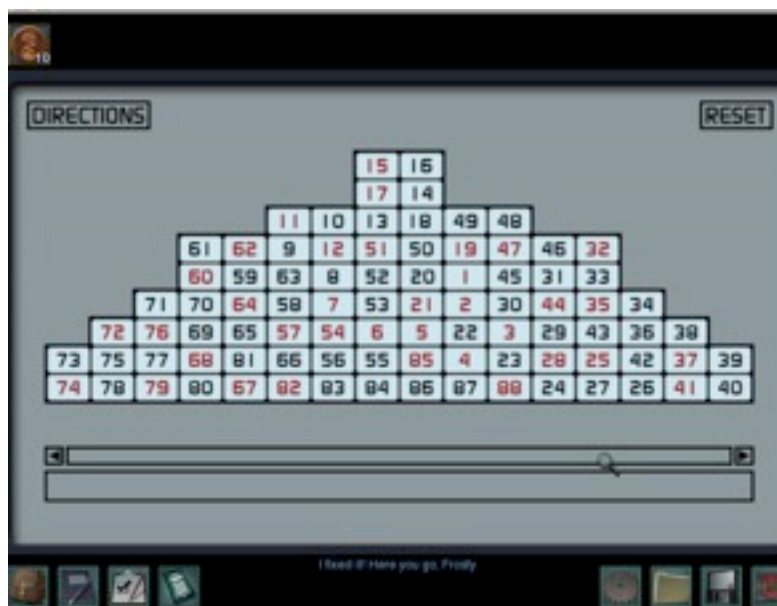 10
DIRECTIONS RESET
15 16
17 14
11 10 13 18 49 48
61 62 9 12 51 50 19 47 46 32
60 59 63 8 52 20 1 45 31 33
71 70 64 58 7 53 21 2 30 44 35 34
72 76 69 65 57 54 6 5 22 3 29 43 36 38
73 75 77 68 81 66 56 55 85 4 23 28 25 42 37 39
74 78 79 80 67 82 83 84 86 87 88 24 27 26 41 40
I fixed it! Here you go, Frosty